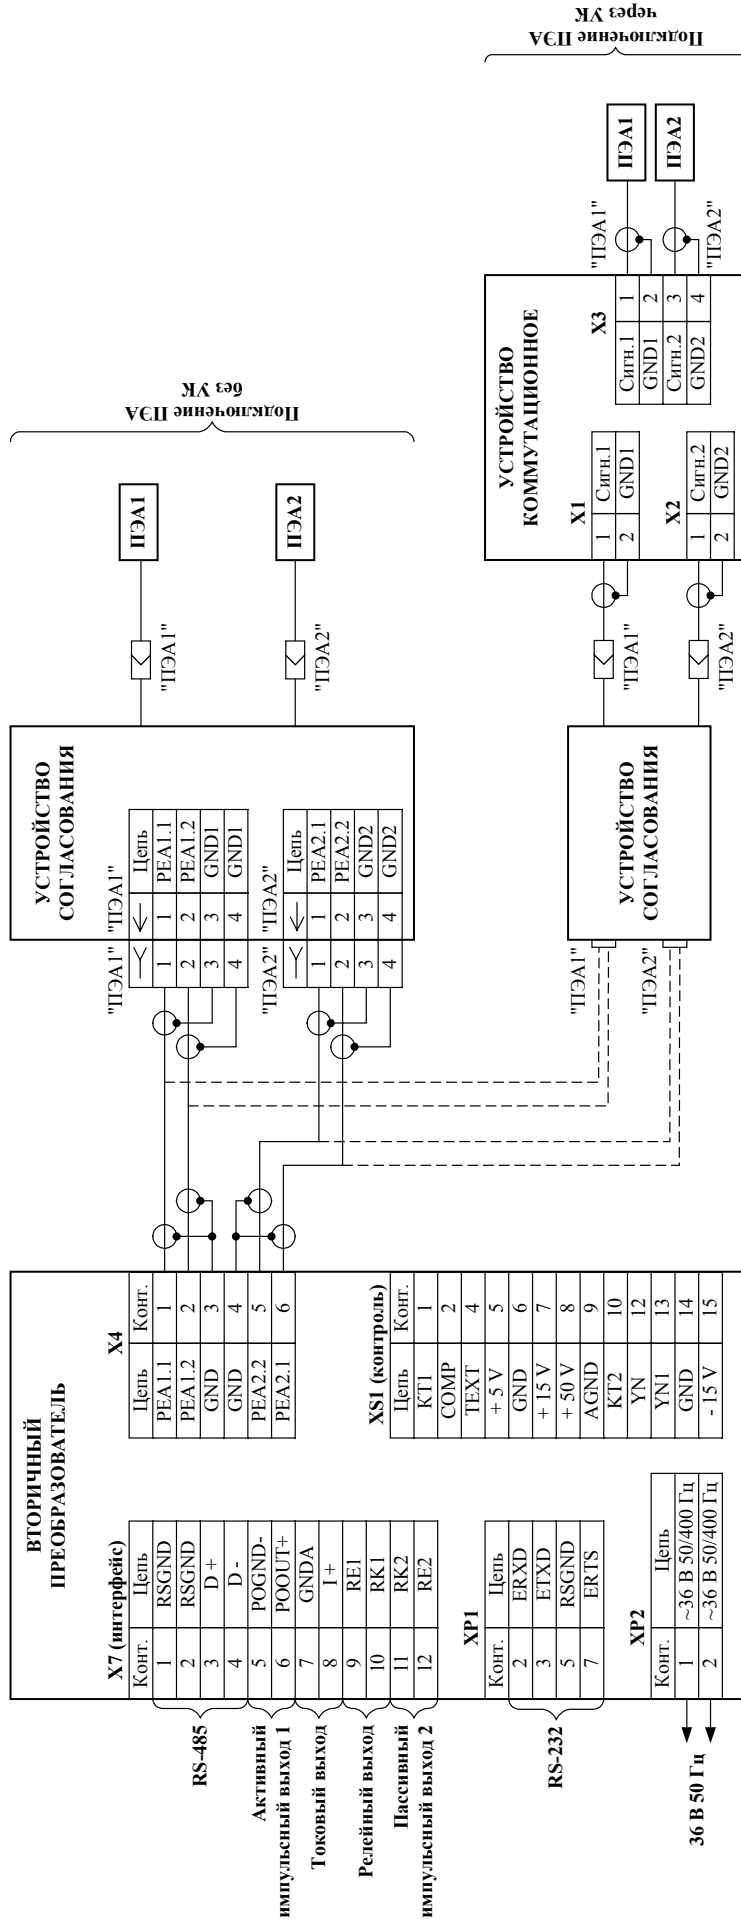 ВТОРИЧНЫЙ
ПРЕОБРАЗОВАТЕЛЬ
X7 (интерфейс)
Конт. Цепь
1 RSGND
2 RSGND
3 D +
4 D -
5 POGND-
6 POOUT+
7 GNDA
8 I +
9 RE1
10 RK1
11 RK2
12 RE2
RS-485
Активный
импульсный выход 1
Токовый выход
Релейный выход
Пассивный
импульсный выход 2
XP1
Конт. Цепь
2 ERXD
3 ETXD
5 RSGND
7 ERTS
RS-232
XP2
Конт. Цепь
1 ~36 В 50/400 Гц
2 ~36 В 50/400 Гц
36 В 50 Гц
X4
Цепь Конт.
PEA1.1 1
PEA1.2 2
GND 3
GND 4
PEA2.2 5
PEA2.1 6
XS1 (контроль)
Цепь Конт.
KT1 1
COMP 2
TEXT 4
+ 5 V 5
GND 6
+ 15 V 7
+ 50 V 8
AGND 9
KT2 10
YN 12
YN1 13
GND 14
- 15 V 15
УСТРОЙСТВО
СОГЛАСОВАНИЯ
"ПЭА1" "ПЭА1"
Цепь
1 1 PEA1.1
2 2 PEA1.2
3 3 GND1
4 4 GND1
"ПЭА2" "ПЭА2"
Цепь
1 1 PEA2.1
2 2 PEA2.2
3 3 GND2
4 4 GND2
"ПЭА1"
ПЭА1
"ПЭА2"
ПЭА2
Подключение ПЭА
без УК
"ПЭА1"
"ПЭА2"
УСТРОЙСТВО
СОГЛАСОВАНИЯ
"ПЭА1"
"ПЭА2"
УСТРОЙСТВО
КОММУТАЦИОННОЕ
X1
1 Сигн.1
2 GND1
X2
1 Сигн.2
2 GND2
X3
Сигн.1 1
GND1 2
Сигн.2 3
GND2 4
"ПЭА1"
ПЭА1
"ПЭА2"
ПЭА2
Подключение ПЭА
через УК